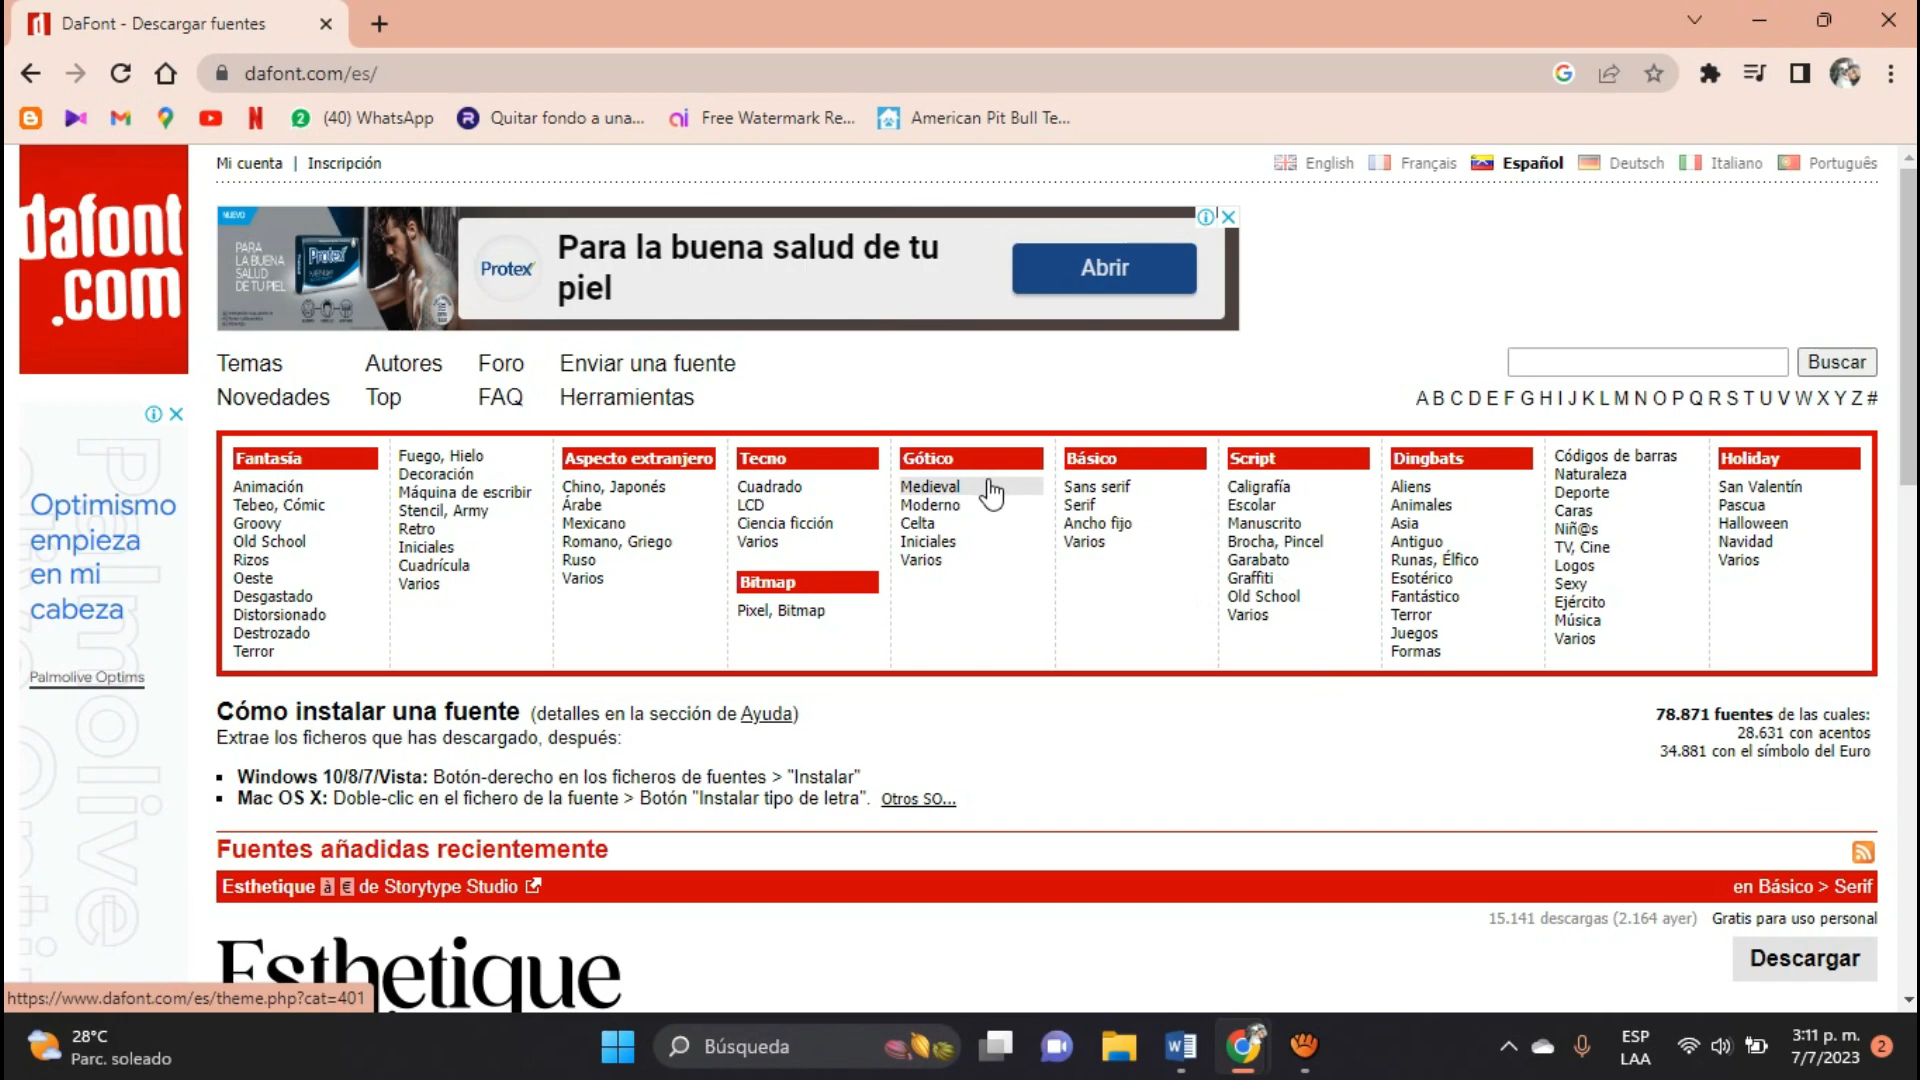 DaFont - Descargar fuentes
dafont.com/es/
(40) WhatsApp
Quitar fondo a una...
Free Watermark Re...
American Pit Bull Te...
dafont
.com
Mi cuenta | Inscripción
English
Français
Español
Deutsch
Italiano
Português
NUEVO
PARA
LA BUENA
SALUD
DE TU PIEL
Protex
Protex
Para la buena salud de tu
piel
Abrir
Temas
Autores
Foro
Enviar una fuente
Novedades
Top
FAQ
Herramientas
Buscar
A B C D E F G H I J K L M N O P Q R S T U V W X Y Z #
Optimismo
empieza
en mi
cabeza
Palmolive Optims
Fantasía
Animación
Tebeo, Cómic
Groovy
Old School
Rizos
Oeste
Desgastado
Distorsionado
Destrozado
Terror
Fuego, Hielo
Decoración
Máquina de escribir
Stencil, Army
Retro
Iniciales
Cuadrícula
Varios
Aspecto extranjero
Chino, Japonés
Árabe
Mexicano
Romano, Griego
Ruso
Varios
Tecno
Cuadrado
LCD
Ciencia ficción
Varios
Bitmap
Pixel, Bitmap
Gótico
Medieval
Moderno
Celta
Iniciales
Varios
Básico
Sans serif
Serif
Ancho fijo
Varios
Script
Caligrafía
Escolar
Manuscrito
Brocha, Pincel
Garabato
Graffiti
Old School
Varios
Dingbats
Aliens
Animales
Asia
Antiguo
Runas, Élfico
Esotérico
Fantástico
Terror
Juegos
Formas
Códigos de barras
Naturaleza
Deporte
Caras
Niñ@s
TV, Cine
Logos
Sexy
Ejército
Música
Varios
Holiday
San Valentín
Pascua
Halloween
Navidad
Varios
Cómo instalar una fuente (detalles en la sección de Ayuda)
Extrae los ficheros que has descargado, después:
Windows 10/8/7/Vista: Botón-derecho en los ficheros de fuentes > "Instalar"
Mac OS X: Doble-clic en el fichero de la fuente > Botón "Instalar tipo de letra". Otros SO...
78.871 fuentes de las cuales:
28.631 con acentos
34.881 con el símbolo del Euro
Fuentes añadidas recientemente
Esthetique à € de Storytype Studio
en Básico > Serif
15.141 descargas (2.164 ayer)
Gratis para uso personal
Descargar
Esthetique
https://www.dafont.com/es/theme.php?cat=401
28°C
Parc. soleado
Búsqueda
ESP
LAA
3:11 p. m.
7/7/2023
2